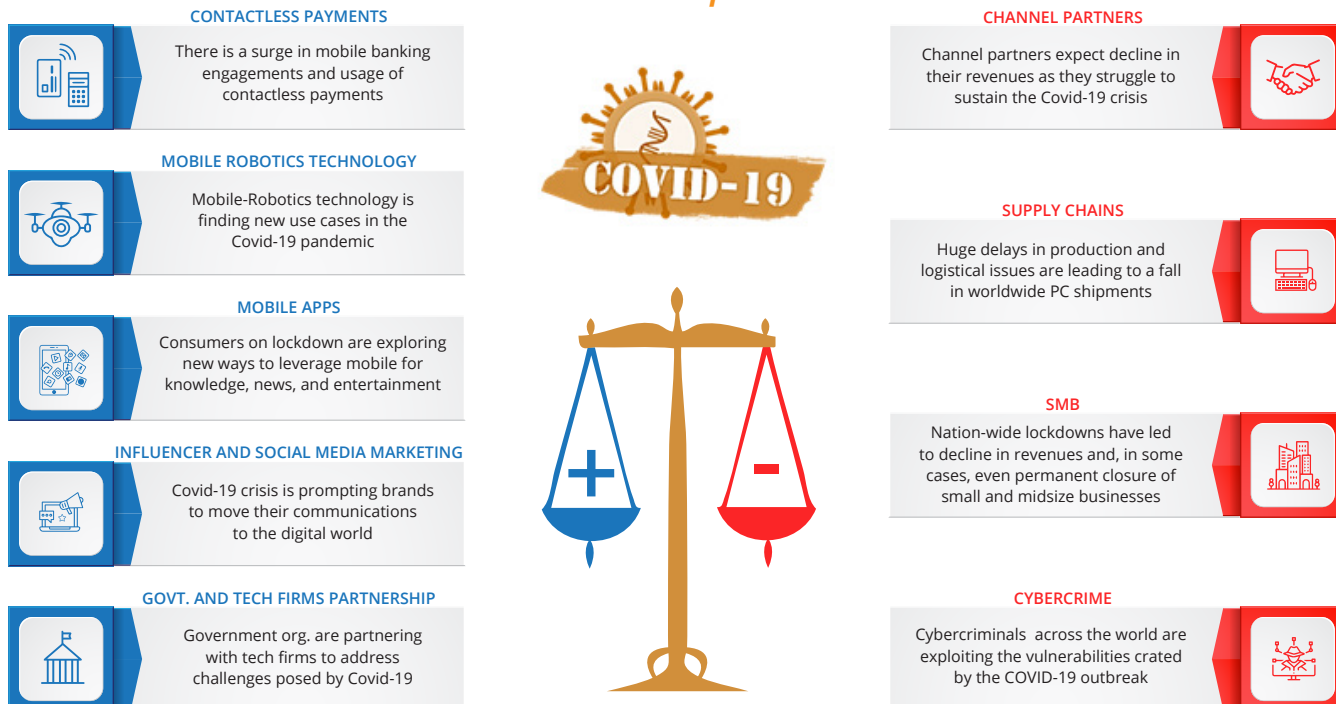 CONTACTLESS PAYMENTS
There is a surge in mobile banking
engagements and usage of
contactless payments
MOBILE ROBOTICS TECHNOLOGY
Mobile-Robotics technology is
finding new use cases in the
Covid-19 pandemic
MOBILE APPS
Consumers on lockdown are exploring
new ways to leverage mobile for
knowledge, news, and entertainment
INFLUENCER AND SOCIAL MEDIA MARKETING
Covid-19 crisis is prompting brands
to move their communications
to the digital world
GOVT. AND TECH FIRMS PARTNERSHIP
Government org. are partnering
with tech firms to address
challenges posed by Covid-19
COVID-19
+
-
CHANNEL PARTNERS
Channel partners expect decline in
their revenues as they struggle to
sustain the Covid-19 crisis
SUPPLY CHAINS
Huge delays in production and
logistical issues are leading to a fall
in worldwide PC shipments
SMB
Nation-wide lockdowns have led
to decline in revenues and, in some
cases, even permanent closure of
small and midsize businesses
CYBERCRIME
Cybercriminals across the world are
exploiting the vulnerabilities crated
by the COVID-19 outbreak